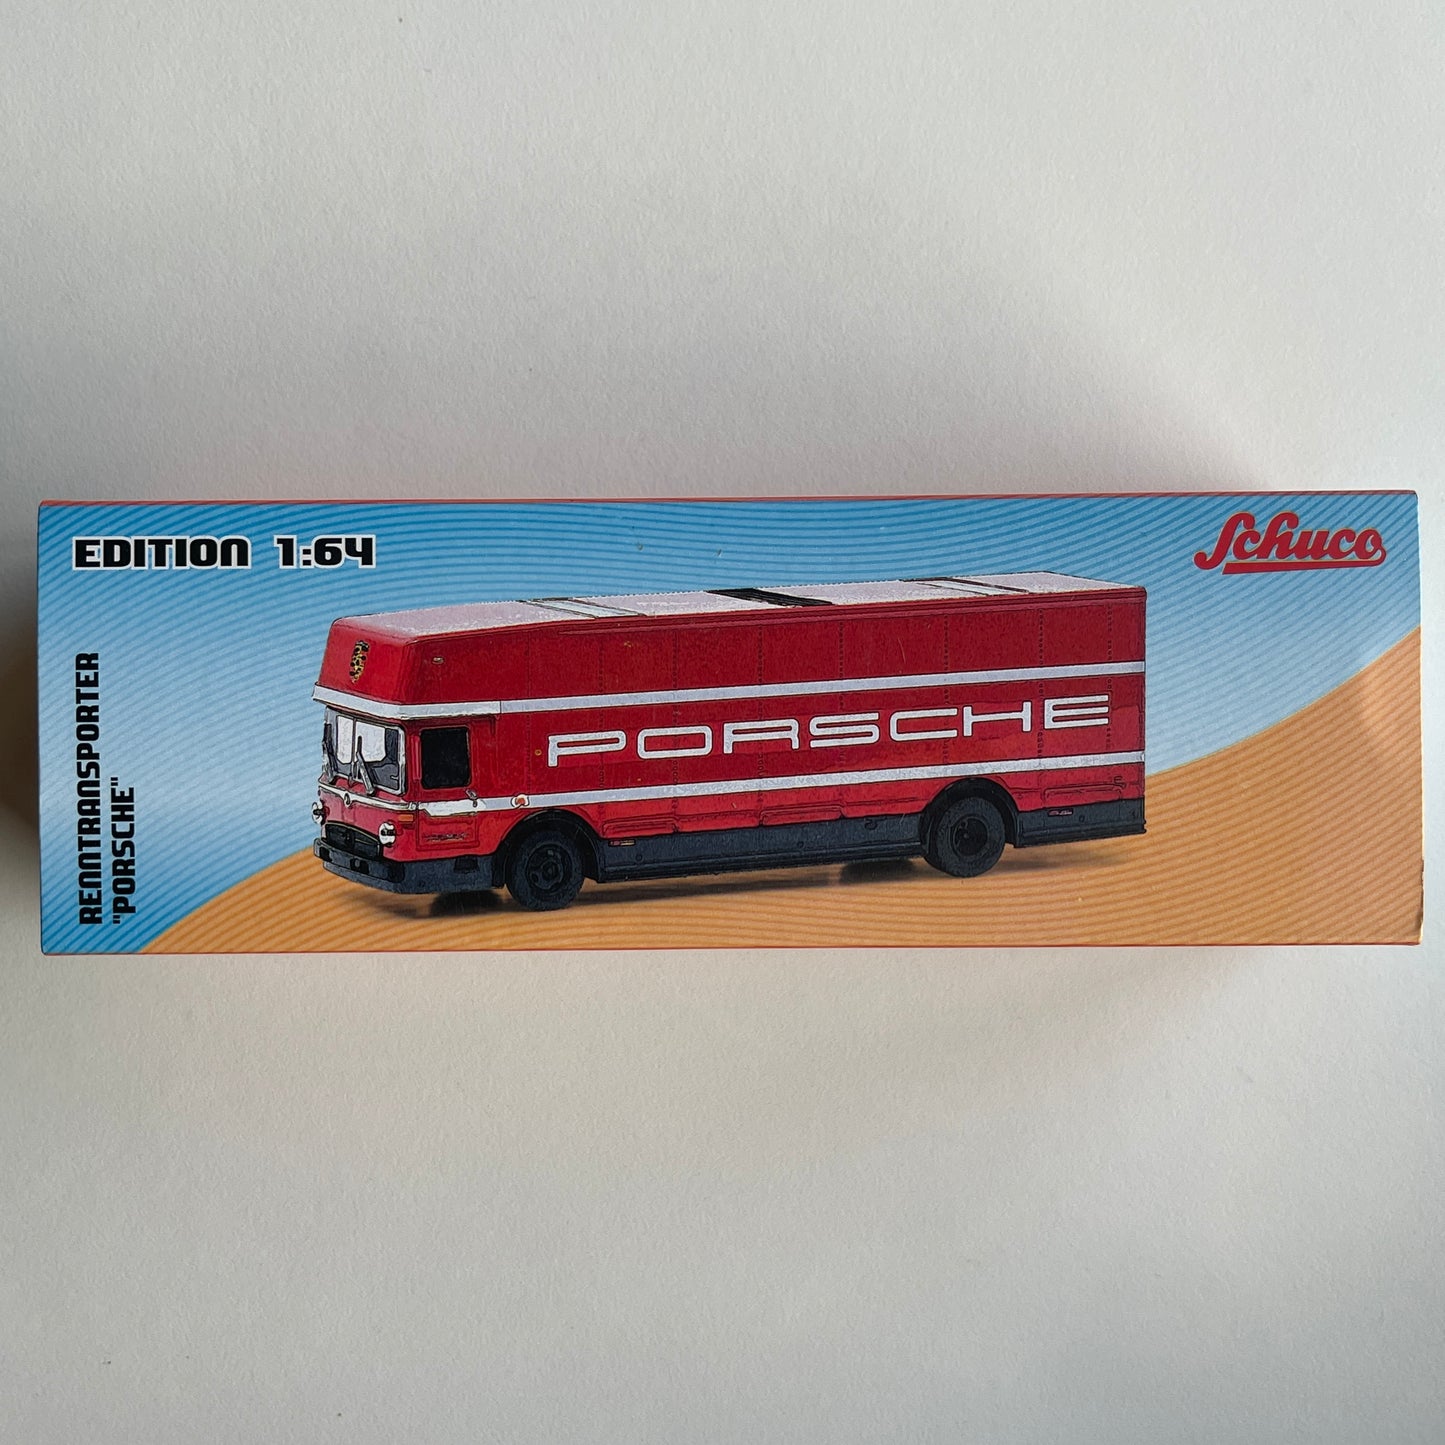 EDITION 1:64
Schuco
RENNTRANSPORTER
"PORSCHE"
PORSCHE